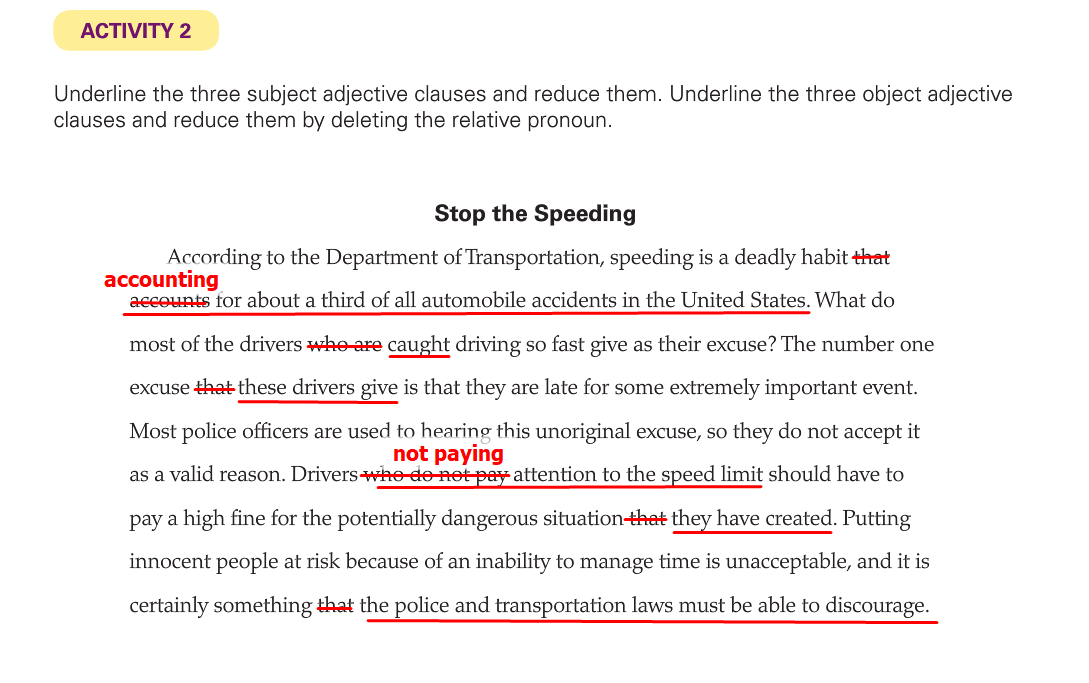 ACTIVITY 2
Underline the three subject adjective clauses and reduce them. Underline the three object adjective
clauses and reduce them by deleting the relative pronoun.
Stop the Speeding
According to the Department of Transportation, speeding is a deadly habit that
accounting
accounts for about a third of all automobile accidents in the United States. What do
most of the drivers who are caught driving so fast give as their excuse? The number one
excuse that these drivers give is that they are late for some extremely important event.
Most police officers are used to hearing this unoriginal excuse, so they do not accept it
not paying
as a valid reason. Drivers who do not pay attention to the speed limit should have to
pay a high fine for the potentially dangerous situation that they have created. Putting
innocent people at risk because of an inability to manage time is unacceptable, and it is
certainly something that the police and transportation laws must be able to discourage.